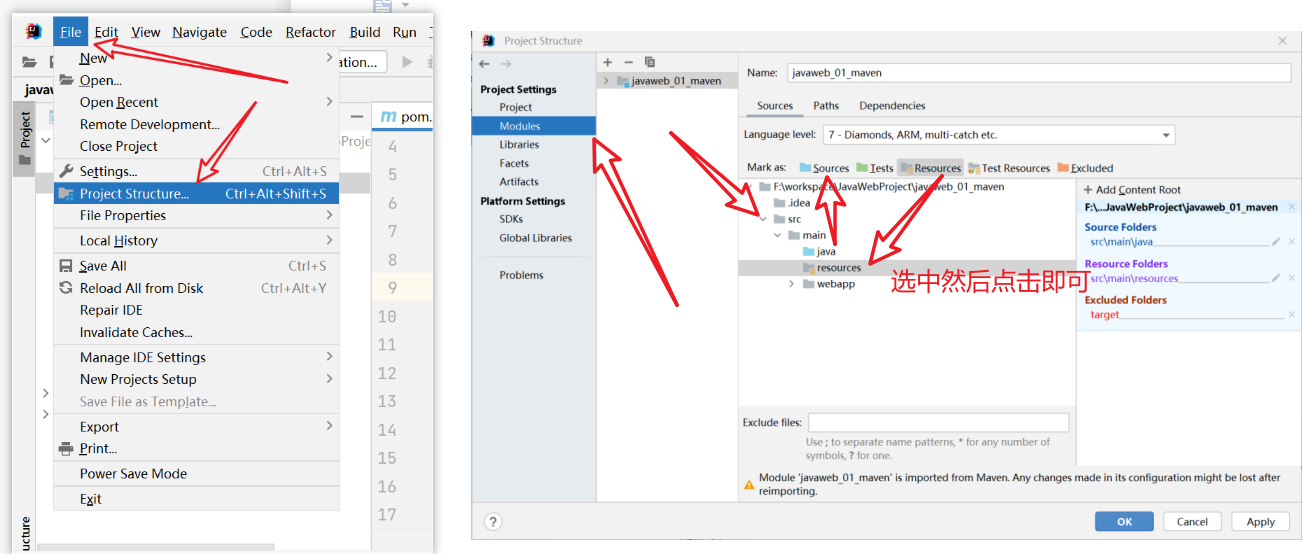 File Edit View Navigate Code Refactor Build Run
New
Open...
Open Recent
Remote Development...
Close Project
Settings... Ctrl+Alt+S
Project Structure... Ctrl+Alt+Shift+S
File Properties
Local History
Save All Ctrl+S
Reload All from Disk Ctrl+Alt+Y
Repair IDE
Invalidate Caches...
Manage IDE Settings
New Projects Setup
Save File as Template...
Export
Print...
Power Save Mode
Exit
ation...
java
Project
m pom.
Proje
4
5
6
7
8
9
10
11
12
13
14
15
16
17
ucture
Project Structure
Project Settings
Project
Modules
Libraries
Facets
Artifacts
Platform Settings
SDKs
Global Libraries
Problems
javaweb_01_maven
Name: javaweb_01_maven
Sources Paths Dependencies
Language level: 7 - Diamonds, ARM, multi-catch etc.
Mark as: Sources Tests Resources Test Resources Excluded
F:\workspace\JavaWebProject\javaweb_01_maven
.idea
src
main
java
resources
webapp
选中然后点击即可
+ Add Content Root
F:\...JavaWebProject\javaweb_01_maven
Source Folders
src\main\java
Resource Folders
src\main\resources
Excluded Folders
target
Exclude files:
Use ; to separate name patterns, * for any number of
symbols, ? for one.
Module 'javaweb_01_maven' is imported from Maven. Any changes made in its configuration might be lost after
reimporting.
?
OK Cancel Apply